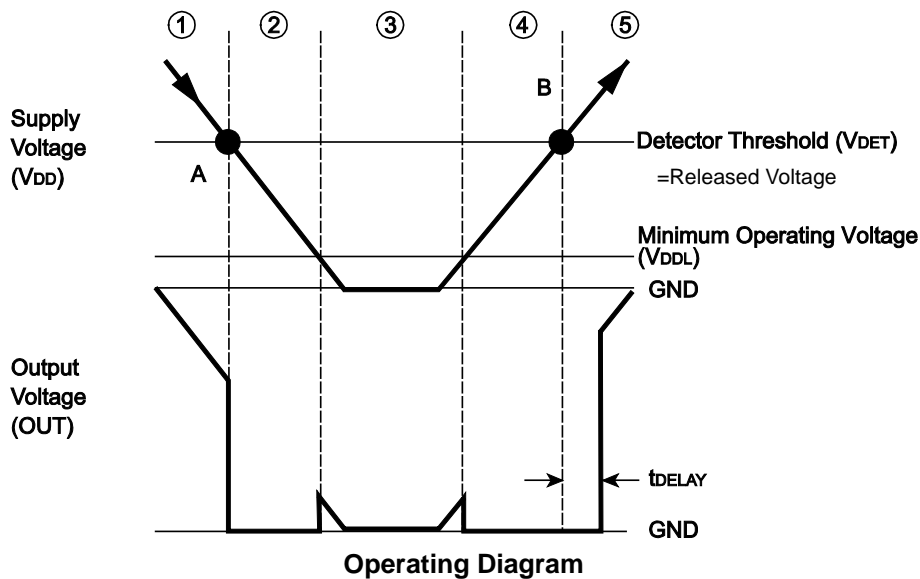 ① ② ③ ④ ⑤
B
Supply
Voltage
(VDD)
A
Detector Threshold (VDET)
=Released Voltage
Minimum Operating Voltage
(VDDL)
GND
Output
Voltage
(OUT)
tDELAY
GND
Operating Diagram